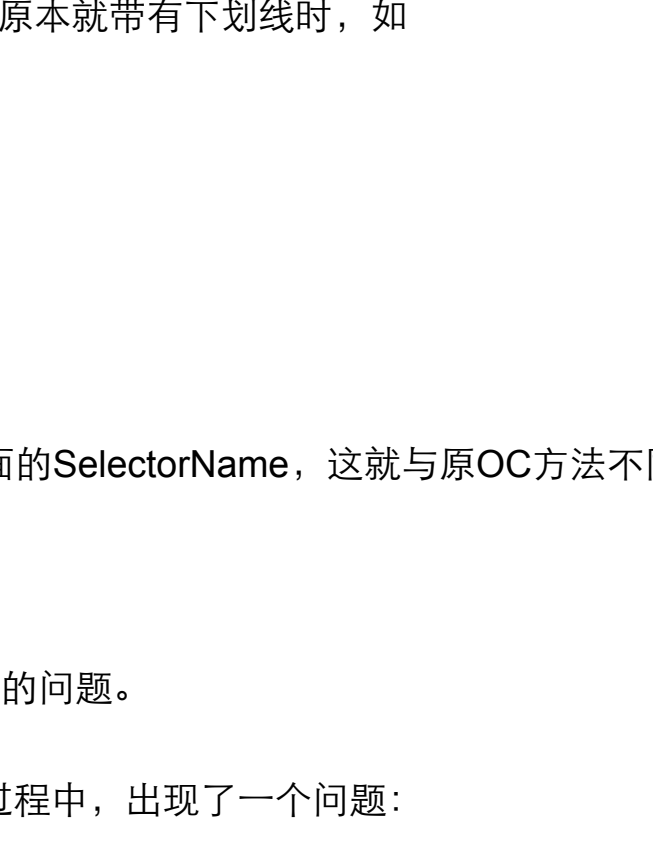 原本就带有下划线时，如
面的SelectorName，这就与原OC方法不同
的问题。
过程中，出现了一个问题：